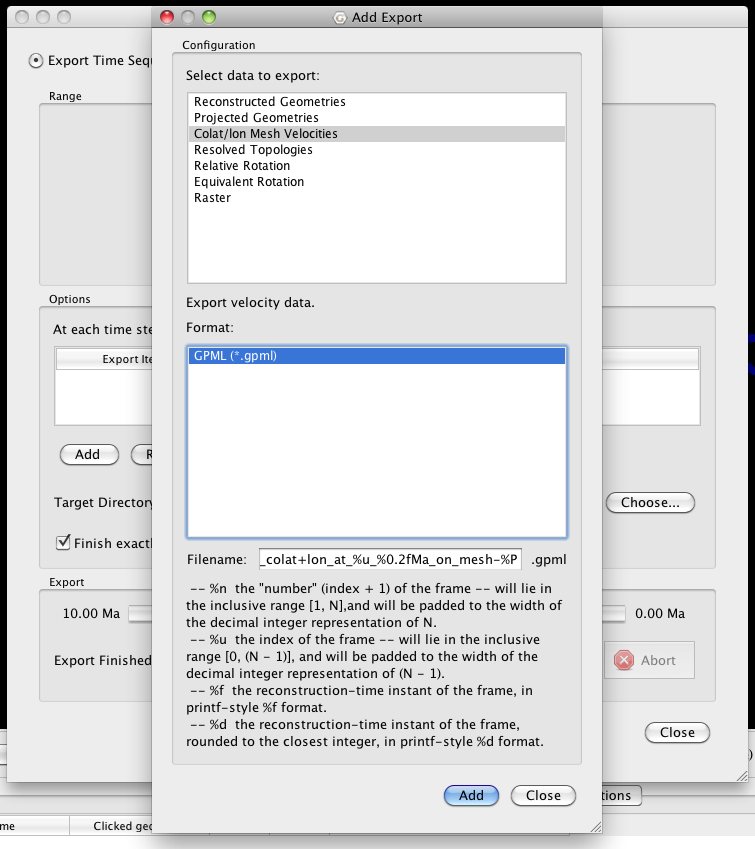 Add Export
Configuration
Export Time Sequ
Select data to export:
Range
Reconstructed Geometries
Projected Geometries
Colat/lon Mesh Velocities
Resolved Topologies
Relative Rotation
Equivalent Rotation
Raster
Options
Export velocity data.
At each time ste
Format:
Export Ite
GPML (*.gpml)
Add
R
Target Directory
Choose...
Finish exactl
Filename:
_colat+lon_at_%u_%0.2fMa_on_mesh-%P
.gpml
Export
-- %n  the "number" (index + 1) of the frame -- will lie in
the inclusive range [1, N],and will be padded to the width of
the decimal integer representation of N.
-- %u  the index of the frame -- will lie in the inclusive
range [0, (N - 1)], and will be padded to the width of the
decimal integer representation of (N - 1).
-- %f  the reconstruction-time instant of the frame, in
printf-style %f format.
-- %d  the reconstruction-time instant of the frame,
rounded to the closest integer, in printf-style %d format.
10.00 Ma
0.00 Ma
Export Finished
Abort
Close
Add
Close
tions
me
Clicked geo